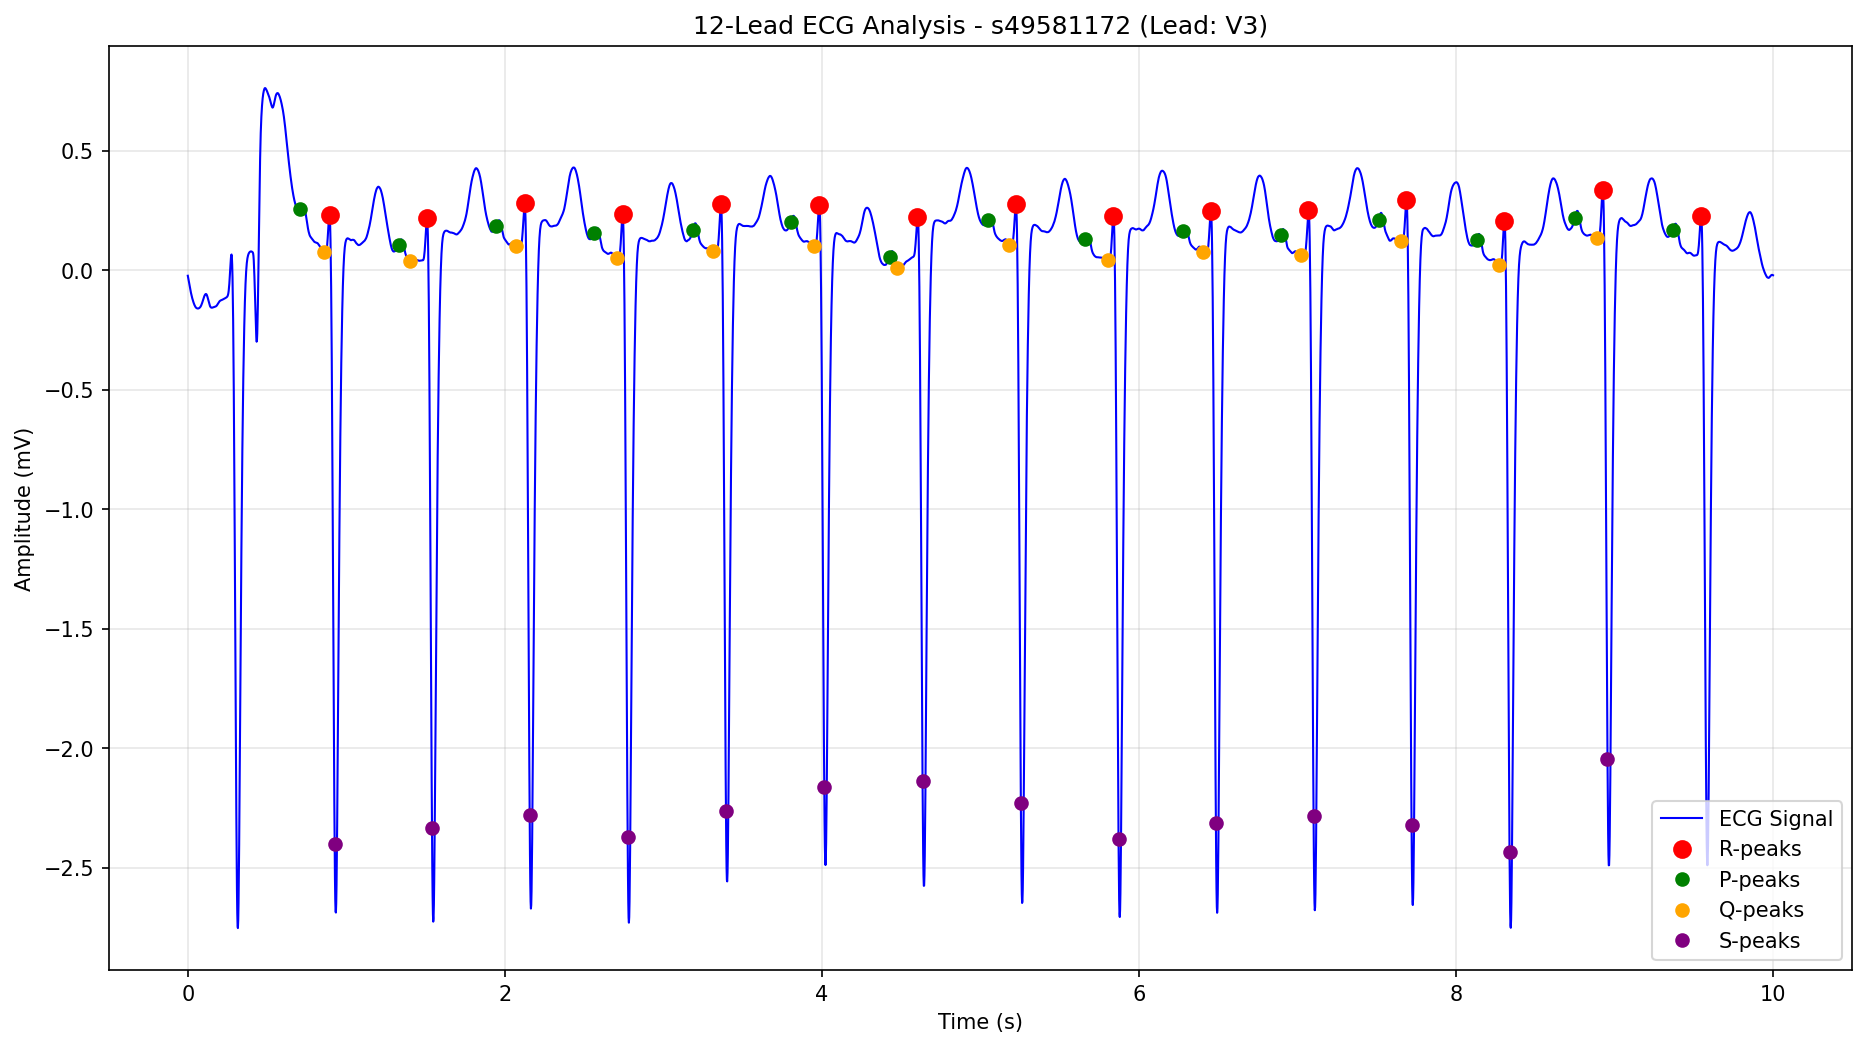 12-Lead ECG Analysis - s49581172 (Lead: V3)
Amplitude (mV)
0.5
0.0
−0.5
−1.0
−1.5
−2.0
−2.5
ECG Signal
R-peaks
P-peaks
Q-peaks
S-peaks
0 2 4 6 8 10
Time (s)